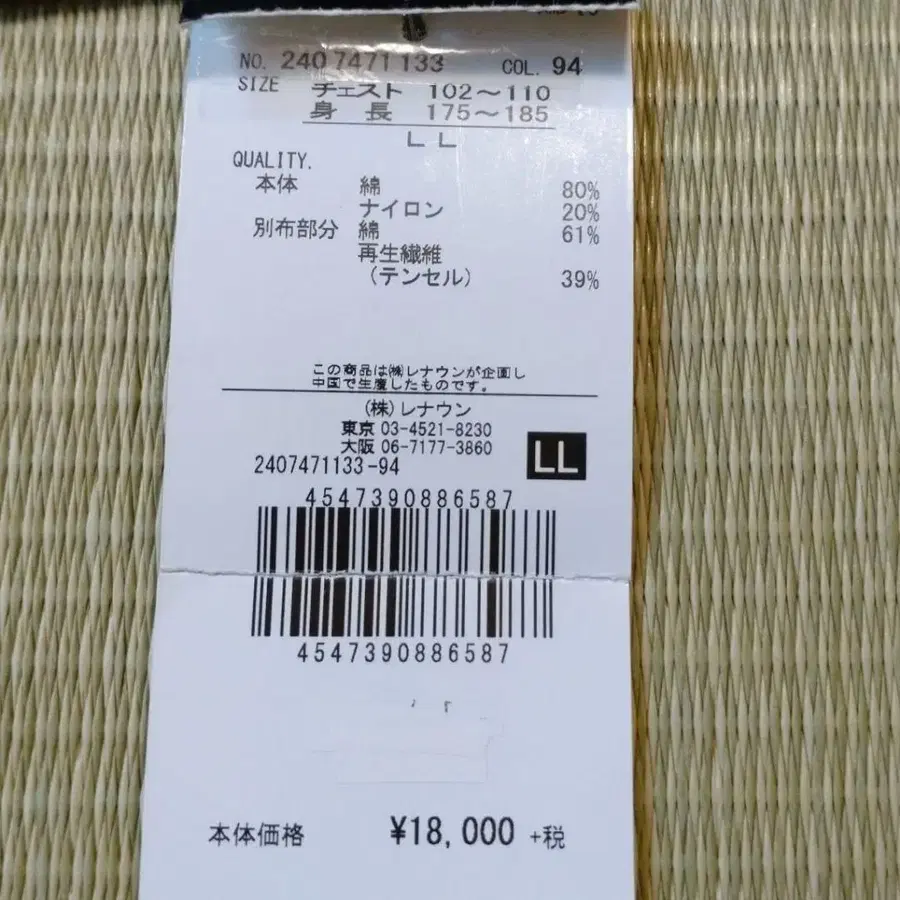 NO. 2407471133 COL. 94
SIZE チェスト 102～110
身長 175～185
LL
QUALITY.
本体 綿 80%
ナイロン 20%
別布部分 綿 61%
再生繊維
(テンセル) 39%
この商品は㈱レナウンが企画し
中国で生産したものです。
(株)レナウン
東京 03-4521-8230
大阪 06-7177-3860
2407471133-94
LL
4547390886587
4547390886587
本体価格 ¥18,000 +税